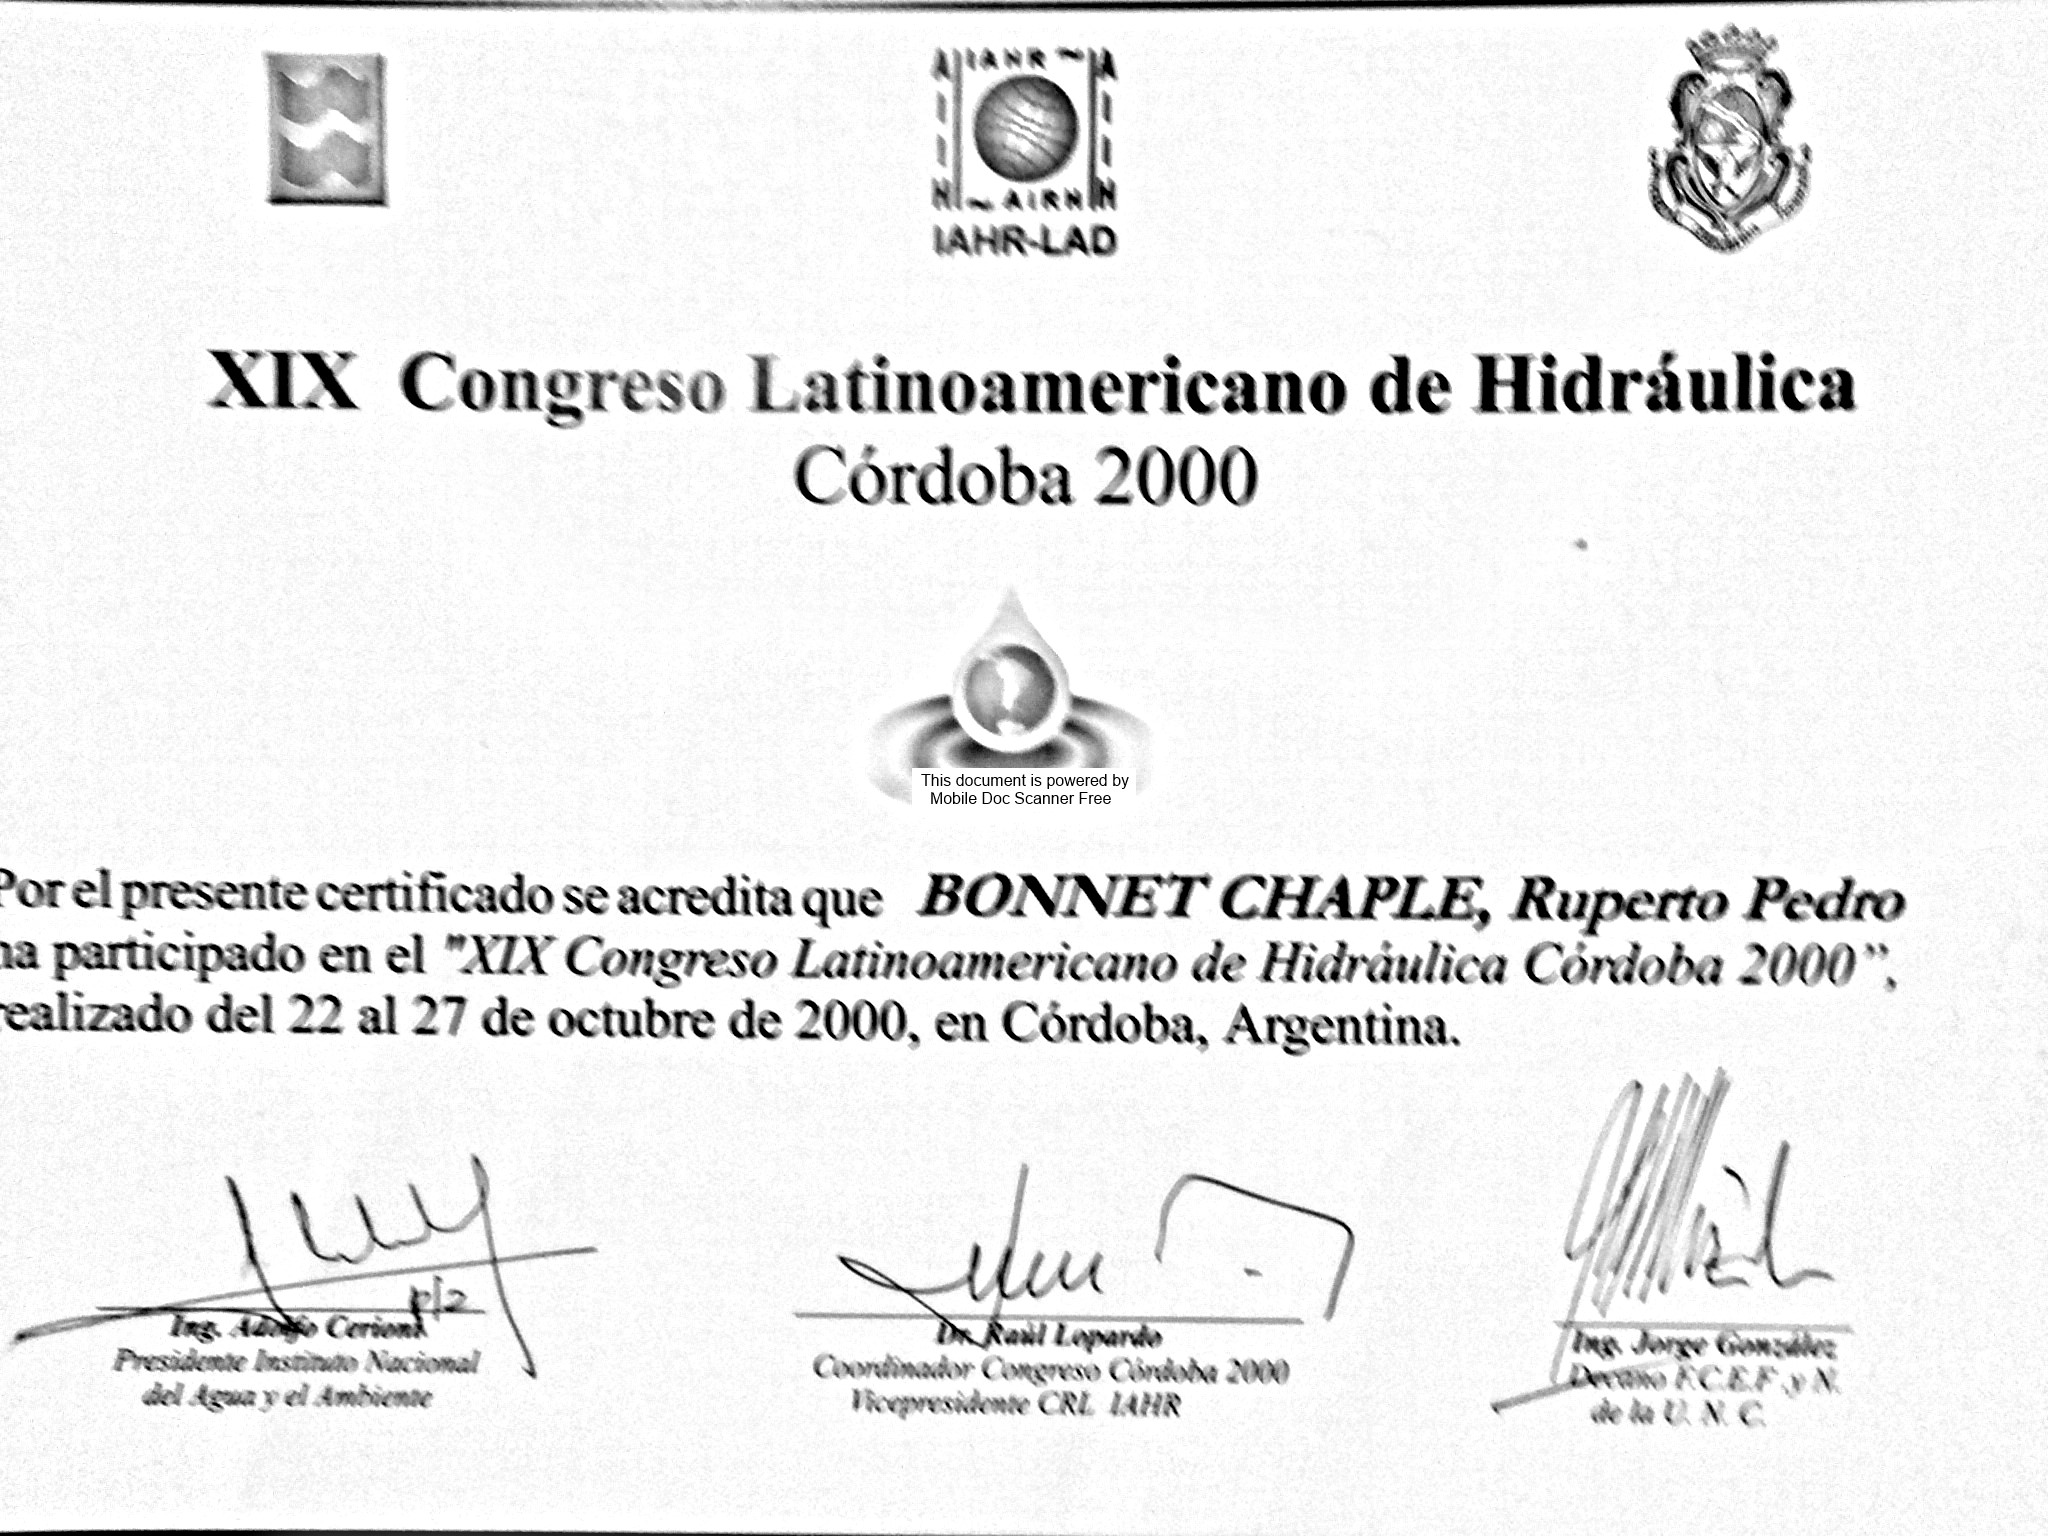 IAHR
AIIH
AIIH
AIRH
IAHR-LAD
XIX Congreso Latinoamericano de Hidráulica
Córdoba 2000
This document is powered by
Mobile Doc Scanner Free
Por el presente certificado se acredita que BONNET CHAPLE, Ruperto Pedro
ha participado en el "XIX Congreso Latinoamericano de Hidráulica Córdoba 2000",
realizado del 22 al 27 de octubre de 2000, en Córdoba, Argentina.
Ing. Adolfo Cerioni
Presidente Instituto Nacional
del Agua y el Ambiente
Dr. Raúl Lopardo
Coordinador Congreso Córdoba 2000
Vicepresidente CRL IAHR
Ing. Jorge González
Decano F.C.E.F. y N.
de la U. N. C.